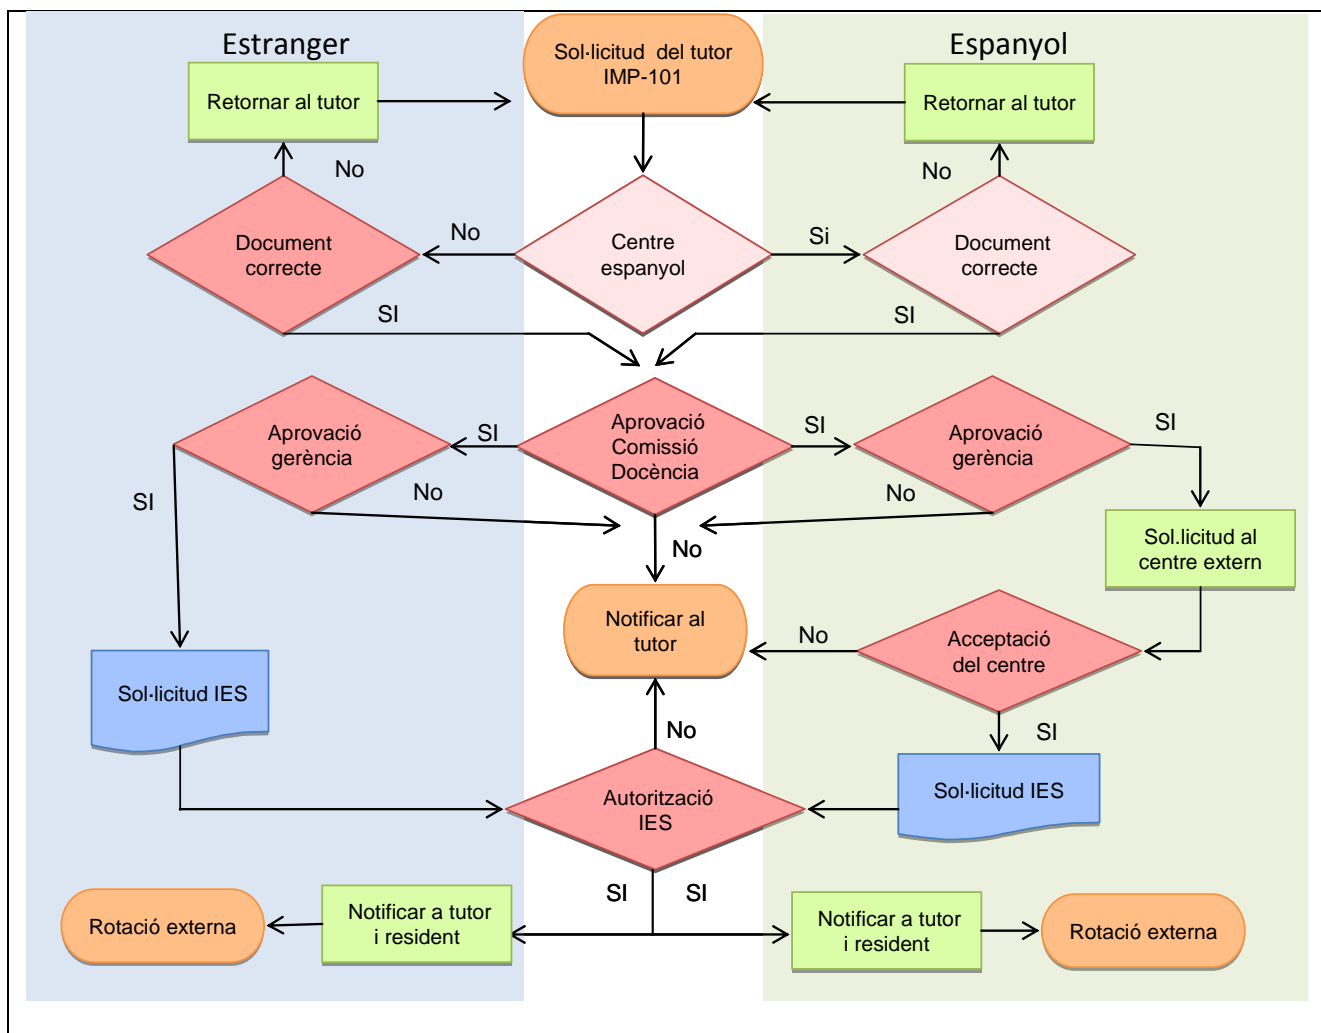 Estranger
Espanyol
Sol·licitud del tutor
IMP-101
Retornar al tutor
Retornar al tutor
No
No
Document
correcte
No
Centre
espanyol
Si
Document
correcte
SI
SI
Aprovació
gerència
SI
Aprovació
Comissió
Docència
SI
Aprovació
gerència
SI
SI
No
No
No
Sol.licitud al
centre extern
Notificar al
tutor
No
Acceptació
del centre
Sol·licitud IES
No
SI
Autorització
IES
Sol·licitud IES
SI
SI
Rotació externa
Notificar a tutor
i resident
Notificar a tutor
i resident
Rotació externa